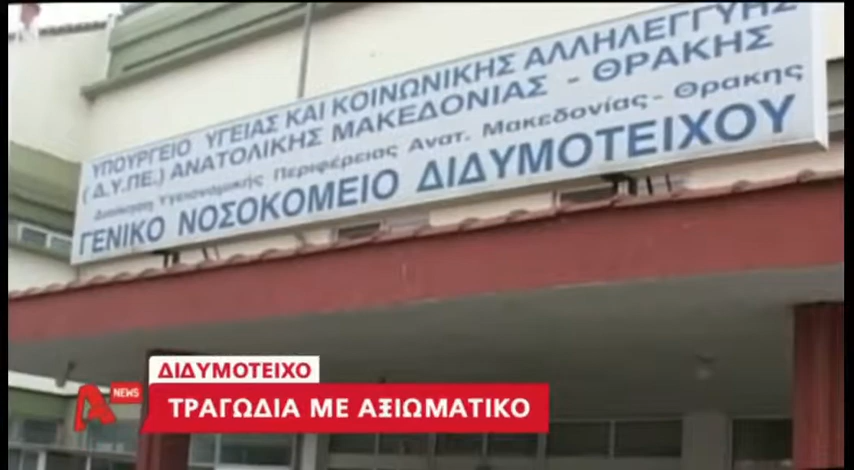 ΥΠΟΥΡΓΕΙΟ ΥΓΕΙΑΣ ΚΑΙ ΚΟΙΝΩΝΙΚΗΣ ΑΛΛΗΛΕΓΓΥΗΣ
( Δ.Υ.ΠΕ.) ΑΝΑΤΟΛΙΚΗΣ ΜΑΚΕΔΟΝΙΑΣ - ΘΡΑΚΗΣ
Διοίκηση Υγειονομικής Περιφέρειας Ανατ. Μακεδονίας - Θράκης
ΓΕΝΙΚΟ ΝΟΣΟΚΟΜΕΙΟ ΔΙΔΥΜΟΤΕΙΧΟΥ
ΔΙΔΥΜΟΤΕΙΧΟ
A NEWS
ΤΡΑΓΩΔΙΑ ΜΕ ΑΞΙΩΜΑΤΙΚΟ